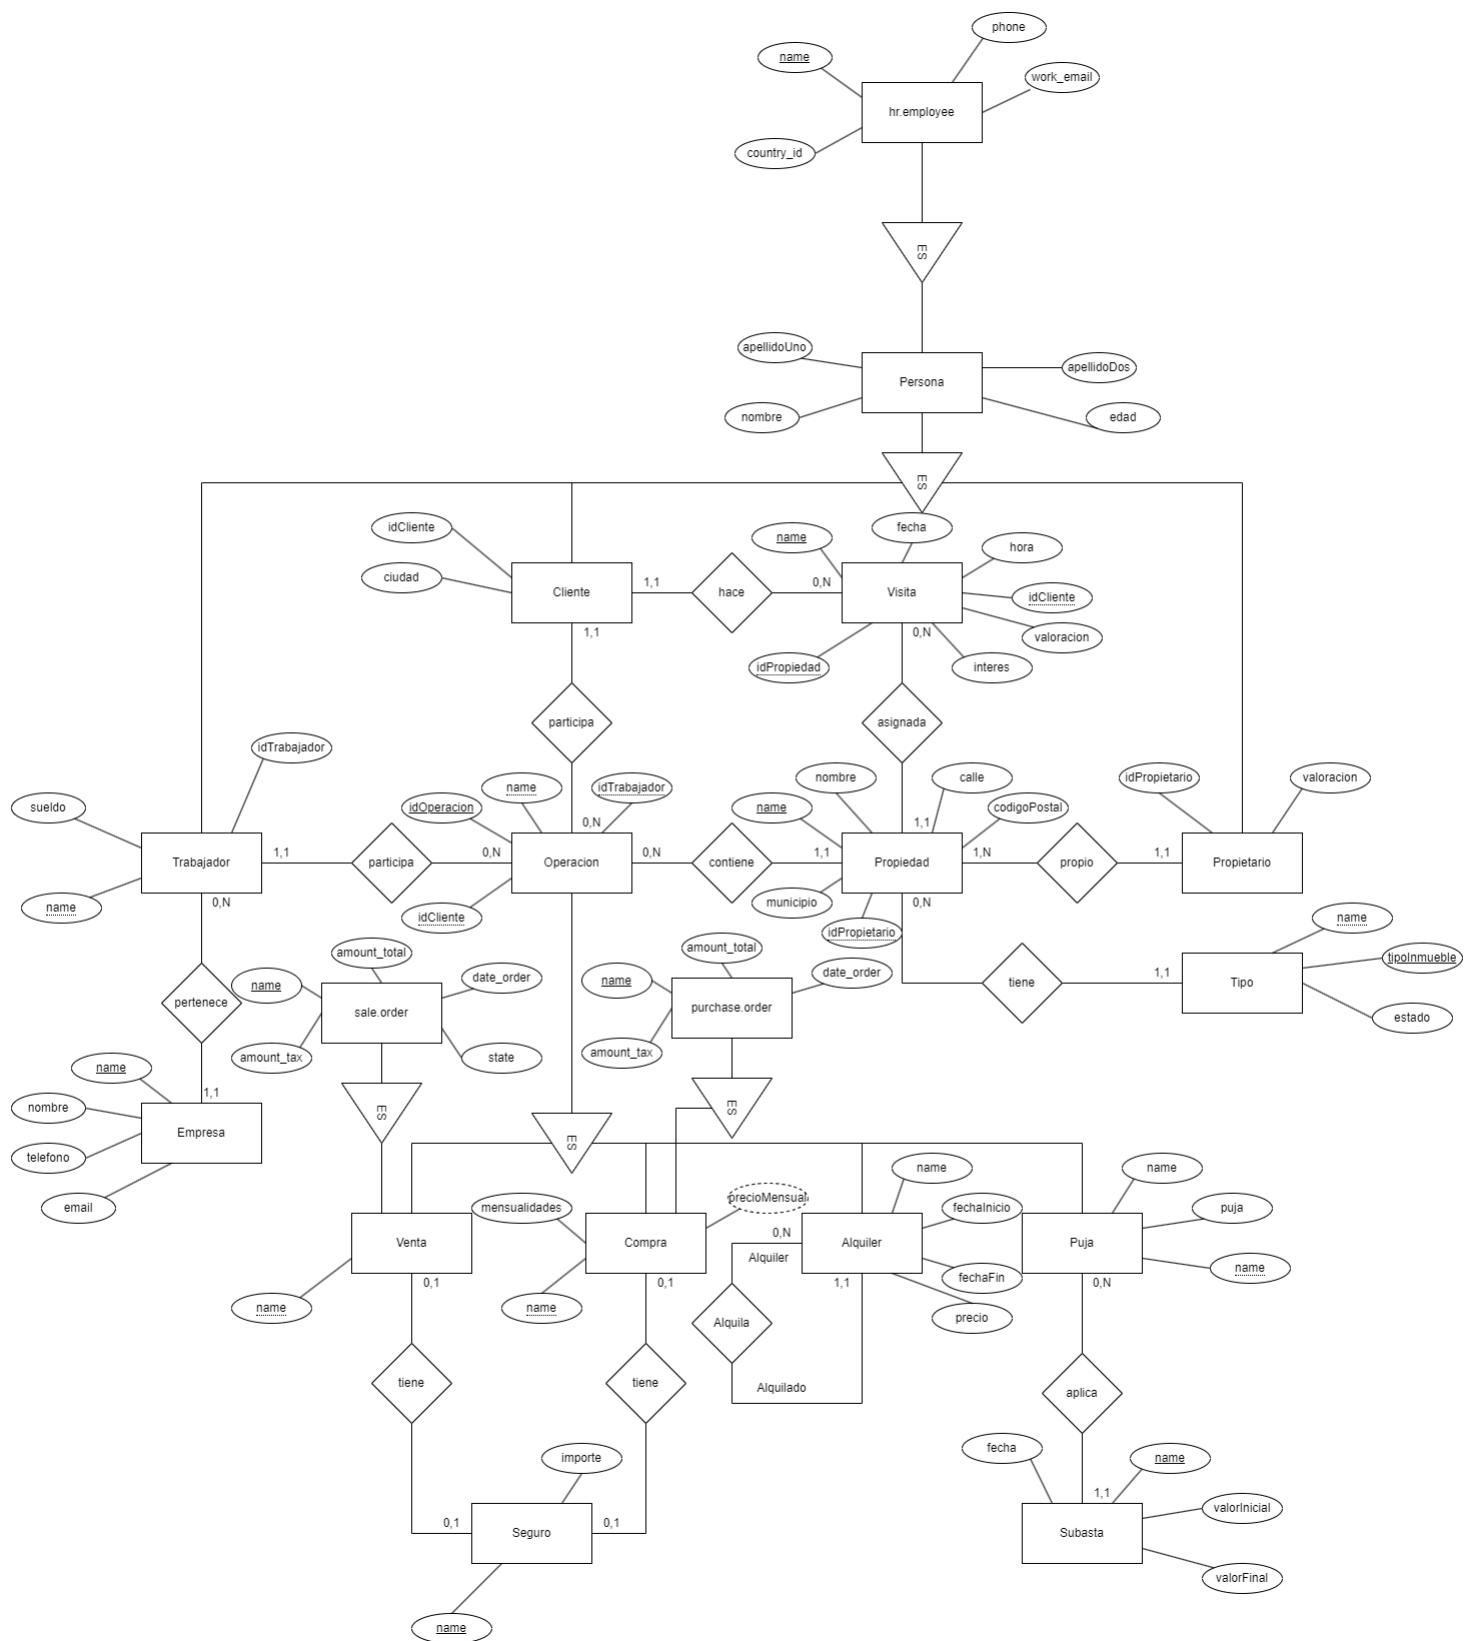 phone
name
work_email
hr.employee
country_id
ES
apellidoUno
apellidoDos
Persona
nombre
edad
ES
idCliente
name
fecha
hora
ciudad
Cliente
1,1
hace
0,N
Visita
idCliente
1,1
0,N
valoracion
idPropiedad
interes
participa
asignada
idTrabajador
sueldo
name
idTrabajador
nombre
calle
idPropietario
valoracion
idOperacion
name
codigoPostal
0,N
1,1
Trabajador
1,1
participa
0,N
Operacion
0,N
contiene
1,1
Propiedad
1,N
propio
1,1
Propietario
name
0,N
idCliente
municipio
idPropietario
0,N
name
amount_total
amount_total
tipoInmueble
name
date_order
name
date_order
pertenece
sale.order
purchase.order
tiene
1,1
Tipo
estado
amount_tax
state
amount_tax
name
1,1
ES
ES
nombre
Empresa
ES
telefono
email
name
name
mensualidades
precioMensual
fechaInicio
puja
Venta
Compra
0,N
Alquiler
Puja
Alquiler
name
0,1
0,1
1,1
fechaFin
0,N
name
name
precio
Alquila
tiene
tiene
Alquilado
aplica
importe
fecha
name
1,1
0,1
Seguro
0,1
Subasta
valorInicial
valorFinal
name